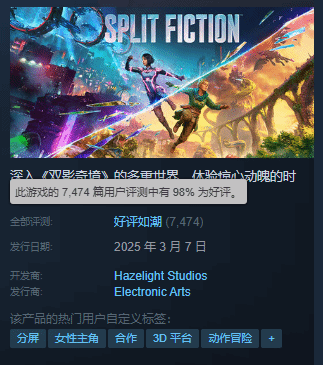 SPLIT FICTION
深入《双影奇境》的多重世界，体验惊心动魄的时
此游戏的 7,474 篇用户评测中有 98% 为好评。
全部评测: 好评如潮 (7,474)
发行日期: 2025 年 3 月 7 日
开发商: Hazelight Studios
发行商: Electronic Arts
该产品的热门用户自定义标签：
分屏 女性主角 合作 3D 平台 动作冒险 +